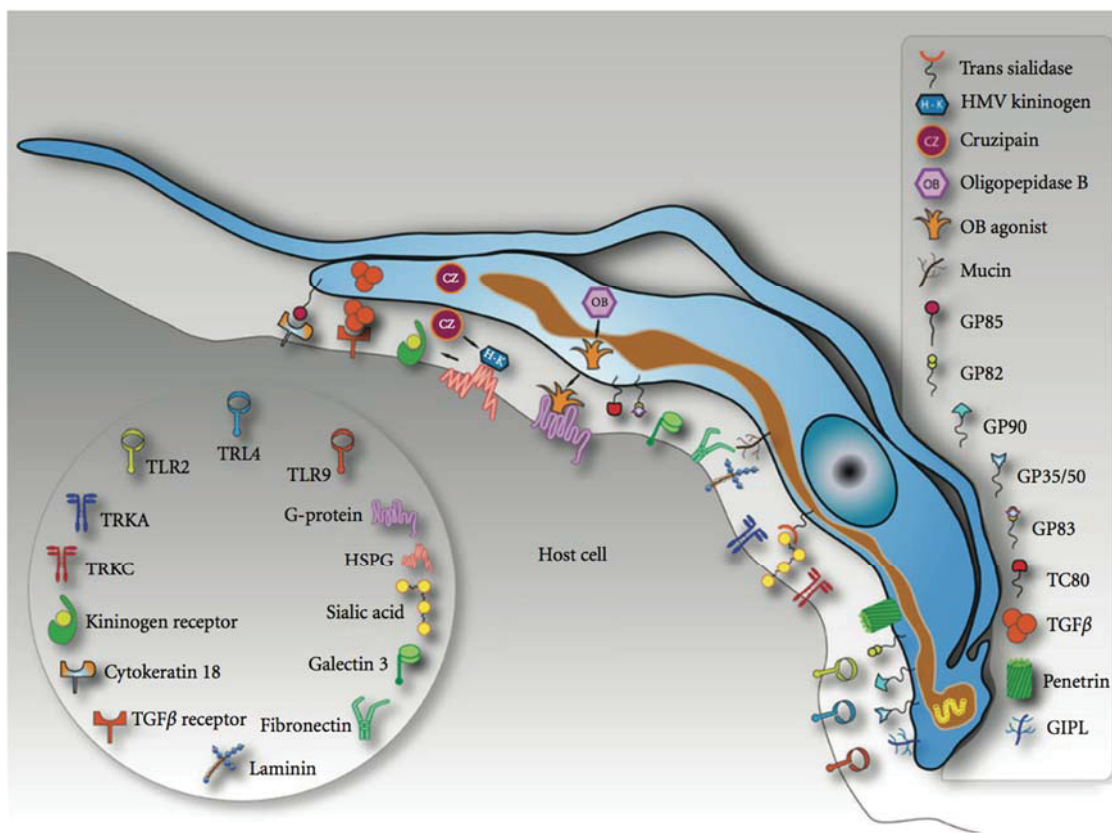 Trans sialidase
H-K
HMV kininogen
CZ
Cruzipain
OB
Oligopepidase B
OB agonist
Mucin
GP85
GP82
GP90
GP35/50
GP83
TC80
TGFβ
Penetrin
GIPL
CZ
OB
CZ
H-K
Host cell
TRL4
TLR2
TLR9
TRKA
G-protein
TRKC
HSPG
Sialic acid
Kininogen receptor
Galectin 3
Cytokeratin 18
TGFβ receptor
Fibronectin
Laminin